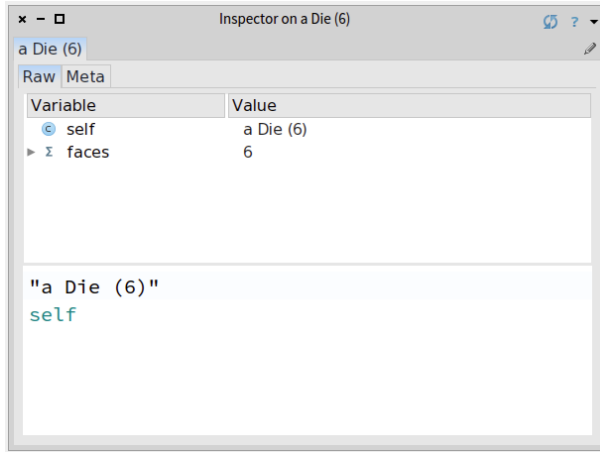 Inspector on a Die (6)
?
a Die (6)
Raw Meta
Variable Value
c self a Die (6)
Σ faces 6
"a Die (6)"
self